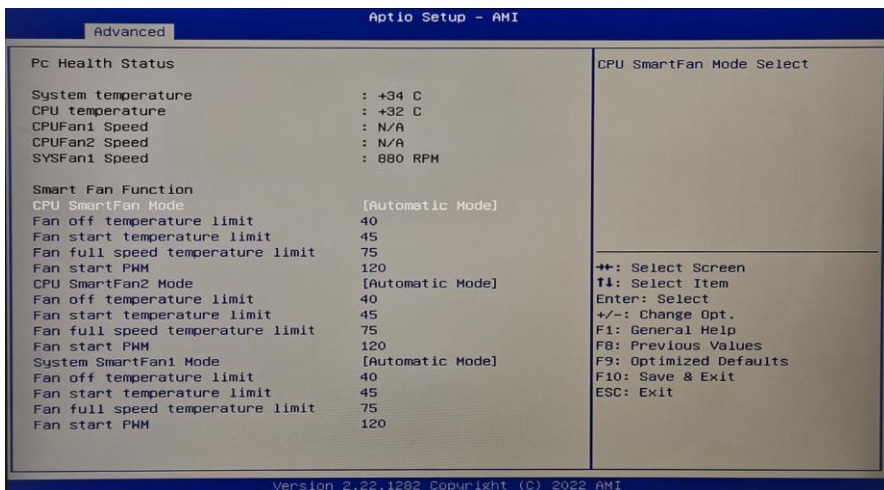 Aptio Setup - AMI
Advanced
Pc Health Status
System temperature : +34 C
CPU temperature : +32 C
CPUFan1 Speed : N/A
CPUFan2 Speed : N/A
SYSFan1 Speed : 880 RPM
Smart Fan Function
CPU SmartFan Mode [Automatic Mode]
Fan off temperature limit 40
Fan start temperature limit 45
Fan full speed temperature limit 75
Fan start PWM 120
CPU SmartFan2 Mode [Automatic Mode]
Fan off temperature limit 40
Fan start temperature limit 45
Fan full speed temperature limit 75
Fan start PWM 120
System SmartFan1 Mode [Automatic Mode]
Fan off temperature limit 40
Fan start temperature limit 45
Fan full speed temperature limit 75
Fan start PWM 120
CPU SmartFan Mode Select
→←: Select Screen
↑↓: Select Item
Enter: Select
+/-: Change Opt.
F1: General Help
F8: Previous Values
F9: Optimized Defaults
F10: Save & Exit
ESC: Exit
Version 2.22.1282 Copyright (C) 2022 AMI